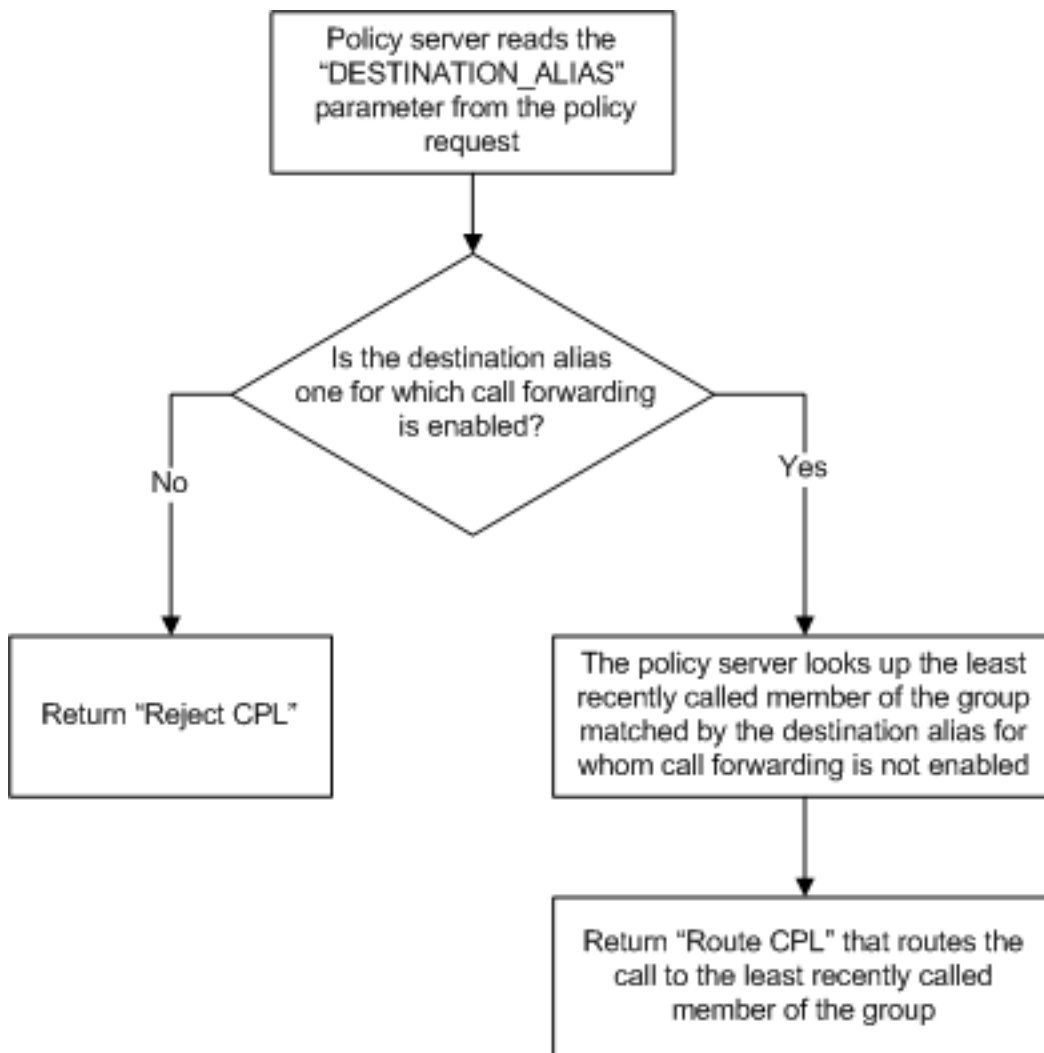 Policy server reads the
“DESTINATION_ALIAS”
parameter from the policy
request
Is the destination alias
one for which call forwarding
is enabled?
No
Yes
Return “Reject CPL”
The policy server looks up the least
recently called member of the group
matched by the destination alias for
whom call forwarding is not enabled
Return “Route CPL” that routes the
call to the least recently called
member of the group